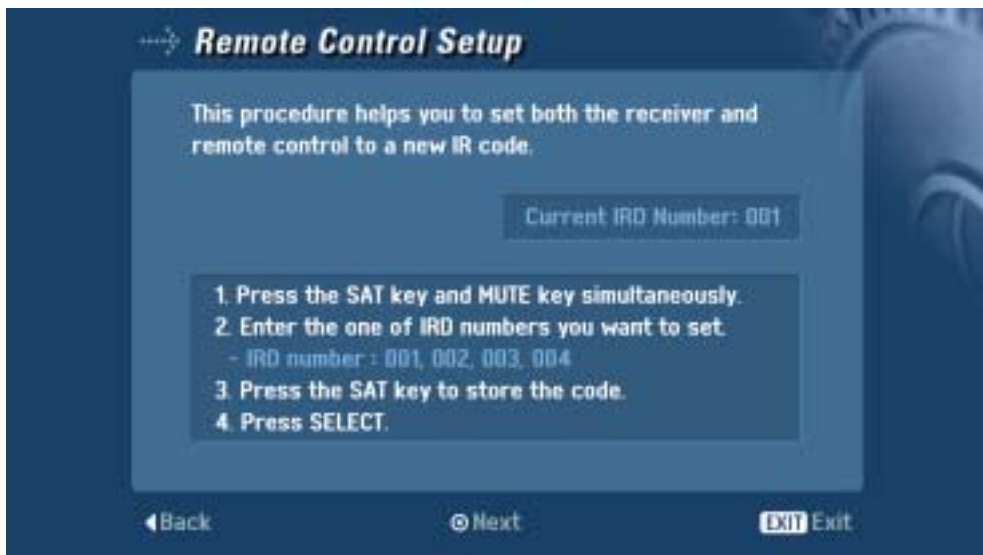 Remote Control Setup
This procedure helps you to set both the receiver and
remote control to a new IR code.
Current IRD Number: 001
1. Press the SAT key and MUTE key simultaneously.
2. Enter the one of IRD numbers you want to set.
- IRD number : 001, 002, 003, 004
3. Press the SAT key to store the code.
4. Press SELECT.
Back Next EXIT Exit